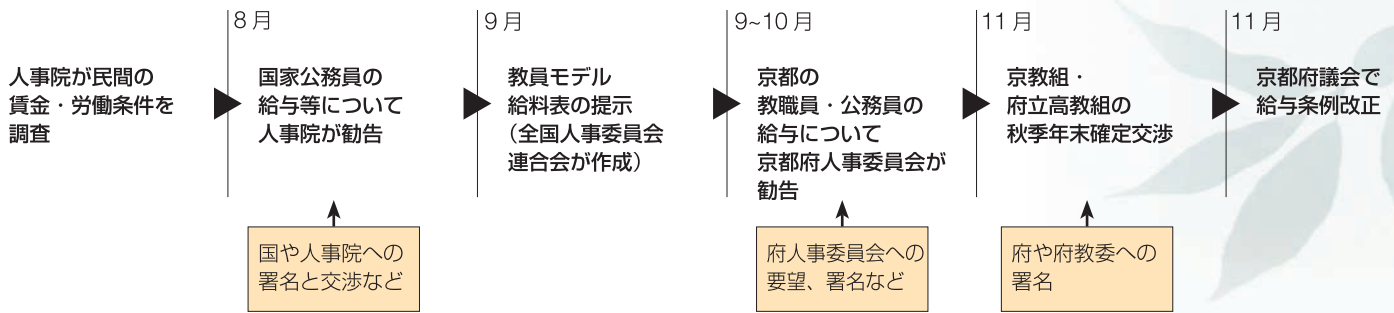 人事院が民間の
賃金・労働条件を
調査
8月
国家公務員の
給与等について
人事院が勧告
国や人事院への
署名と交渉など
9月
教員モデル
給料表の提示
（全国人事委員会
連合会が作成）
9~10月
京都の
教職員・公務員の
給与について
京都府人事委員会が
勧告
府人事委員会への
要望、署名など
11月
京教組・
府立高教組の
秋季年末確定交渉
府や府教委への
署名
11月
京都府議会で
給与条例改正